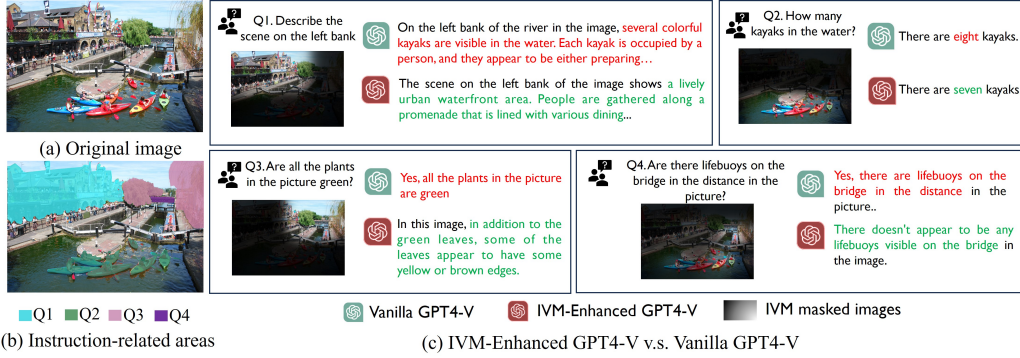 (a) Original image
Q1
Q2
Q3
Q4
(b) Instruction-related areas
Q1. Describe the
scene on the left bank
On the left bank of the river in the image, several colorful
kayaks are visible in the water. Each kayak is occupied by a
person, and they appear to be either preparing…
The scene on the left bank of the image shows a lively
urban waterfront area. People are gathered along a
promenade that is lined with various dining...
Q2. How many
kayaks in the water?
There are eight kayaks.
There are seven kayaks
Q3. Are all the plants
in the picture green?
Yes, all the plants in the picture
are green
In this image, in addition to the
green leaves, some of the
leaves appear to have some
yellow or brown edges.
Q4. Are there lifebuoys on
the bridge in the distance in the
picture?
Yes, there are lifebuoys on the
bridge in the distance in the
picture..
There doesn't appear to be any
lifebuoys visible on the bridge in
the image.
Vanilla GPT4-V
IVM-Enhanced GPT4-V
IVM masked images
(c) IVM-Enhanced GPT4-V v.s. Vanilla GPT4-V